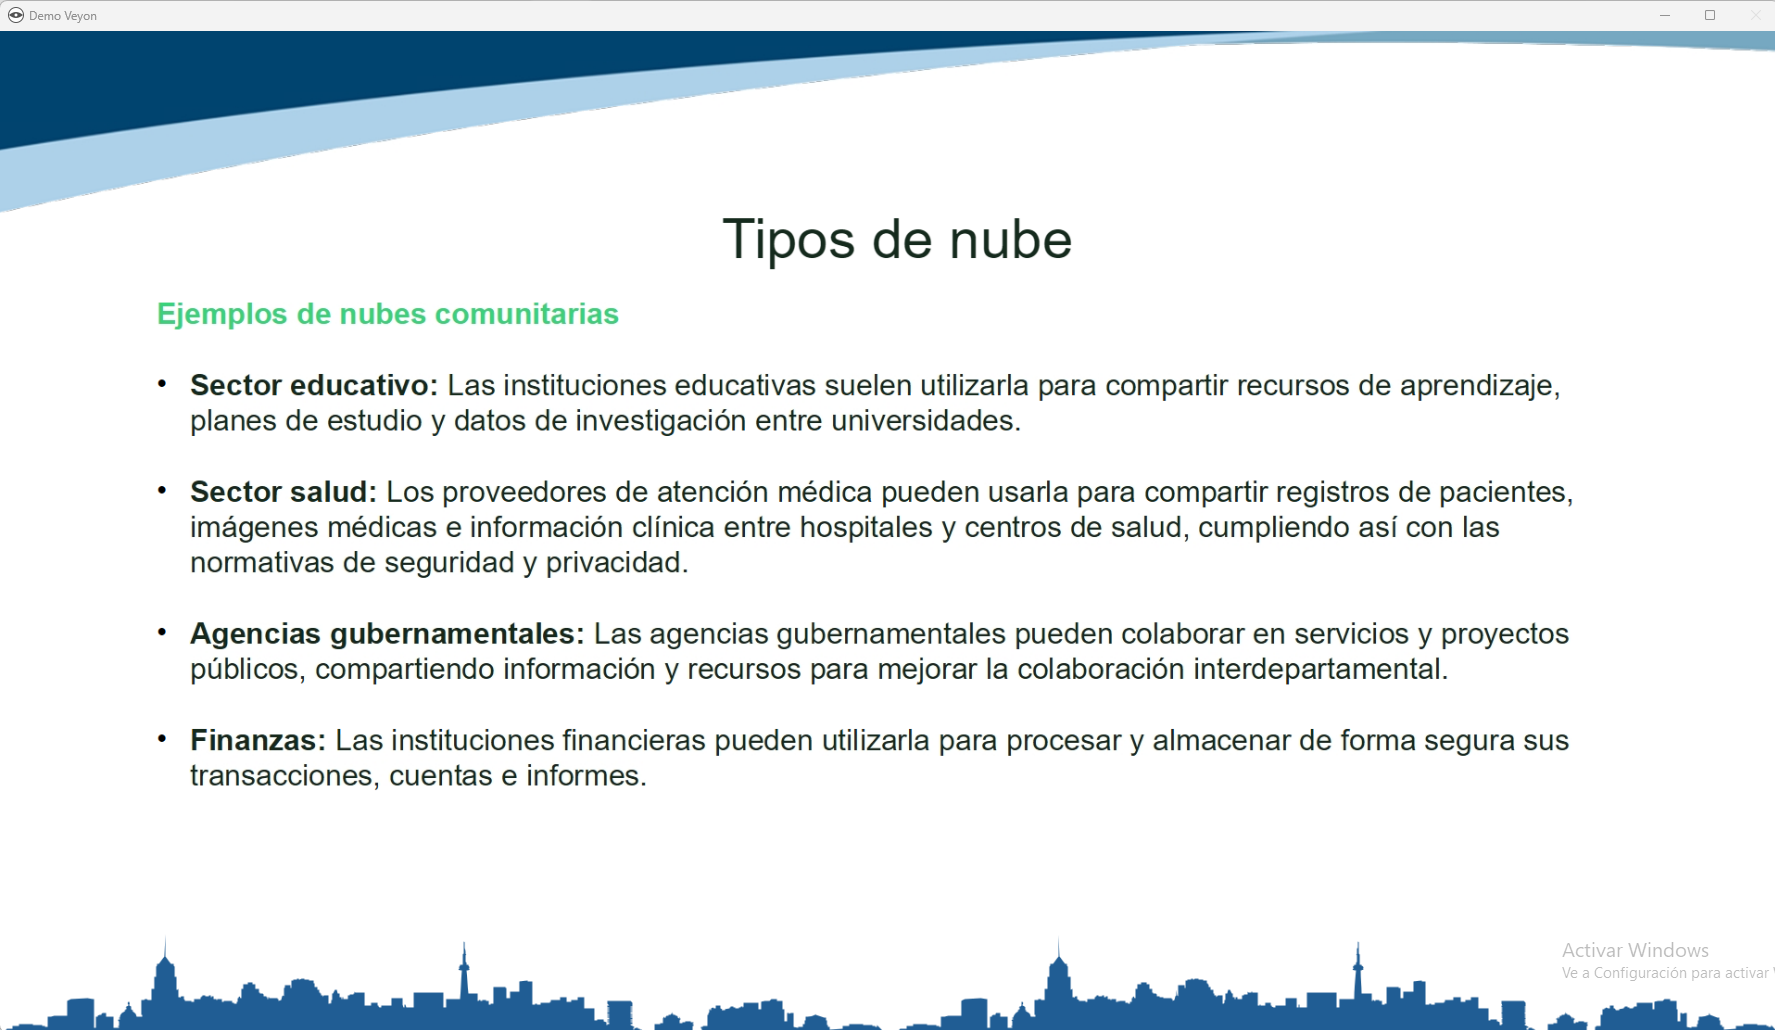 Demo Veyon
Tipos de nube
Ejemplos de nubes comunitarias
• Sector educativo: Las instituciones educativas suelen utilizarla para compartir recursos de aprendizaje,
planes de estudio y datos de investigación entre universidades.
• Sector salud: Los proveedores de atención médica pueden usarla para compartir registros de pacientes,
imágenes médicas e información clínica entre hospitales y centros de salud, cumpliendo así con las
normativas de seguridad y privacidad.
• Agencias gubernamentales: Las agencias gubernamentales pueden colaborar en servicios y proyectos
públicos, compartiendo información y recursos para mejorar la colaboración interdepartamental.
• Finanzas: Las instituciones financieras pueden utilizarla para procesar y almacenar de forma segura sus
transacciones, cuentas e informes.
Activar Windows
Ve a Configuración para activar